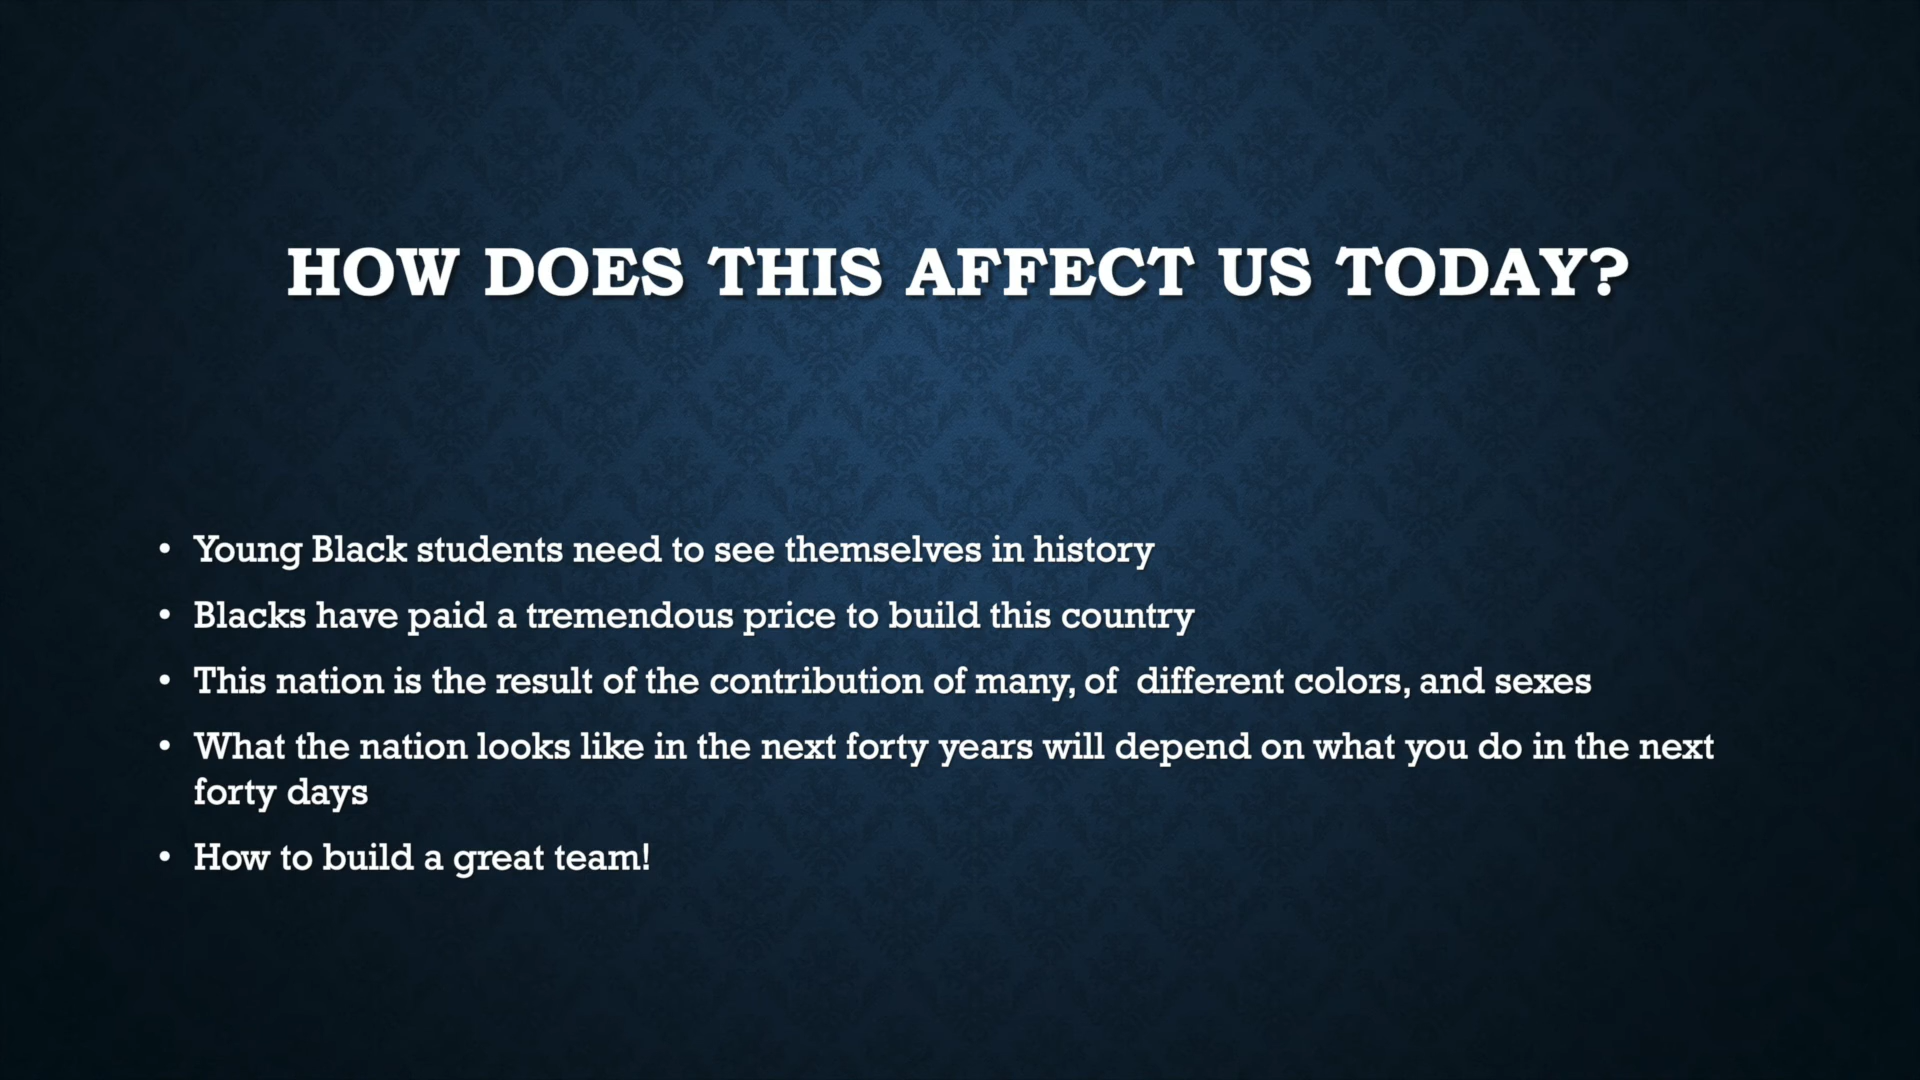 HOW DOES THIS AFFECT US TODAY?
• Young Black students need to see themselves in history
• Blacks have paid a tremendous price to build this country
• This nation is the result of the contribution of many, of  different colors, and sexes
• What the nation looks like in the next forty years will depend on what you do in the next
forty days
• How to build a great team!